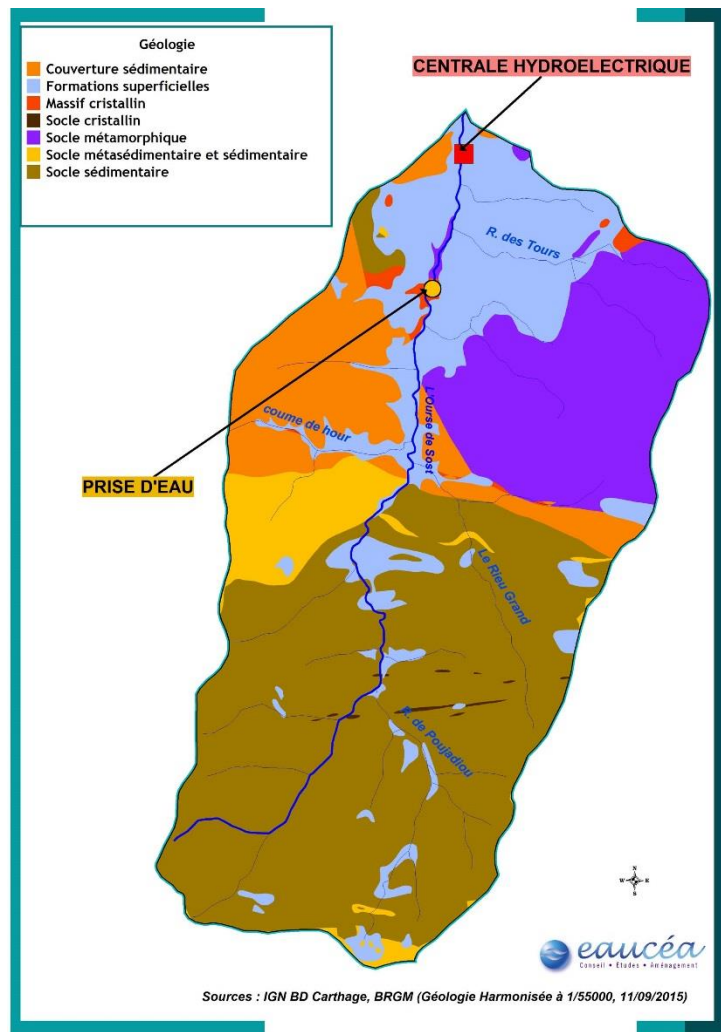 Géologie
Couverture sédimentaire
Formations superficielles
Massif cristallin
Socle cristallin
Socle métamorphique
Socle métasédimentaire et sédimentaire
Socle sédimentaire
CENTRALE HYDROELECTRIQUE
R. des Tours
L'Ourse de Sost
coume de hour
PRISE D'EAU
Le Rieu Grand
R. de Poujadiou
N
W E
S
eaucéa
Conseil • Etudes • Aménagement
Sources : IGN BD Carthage, BRGM (Géologie Harmonisée à 1/55000, 11/09/2015)